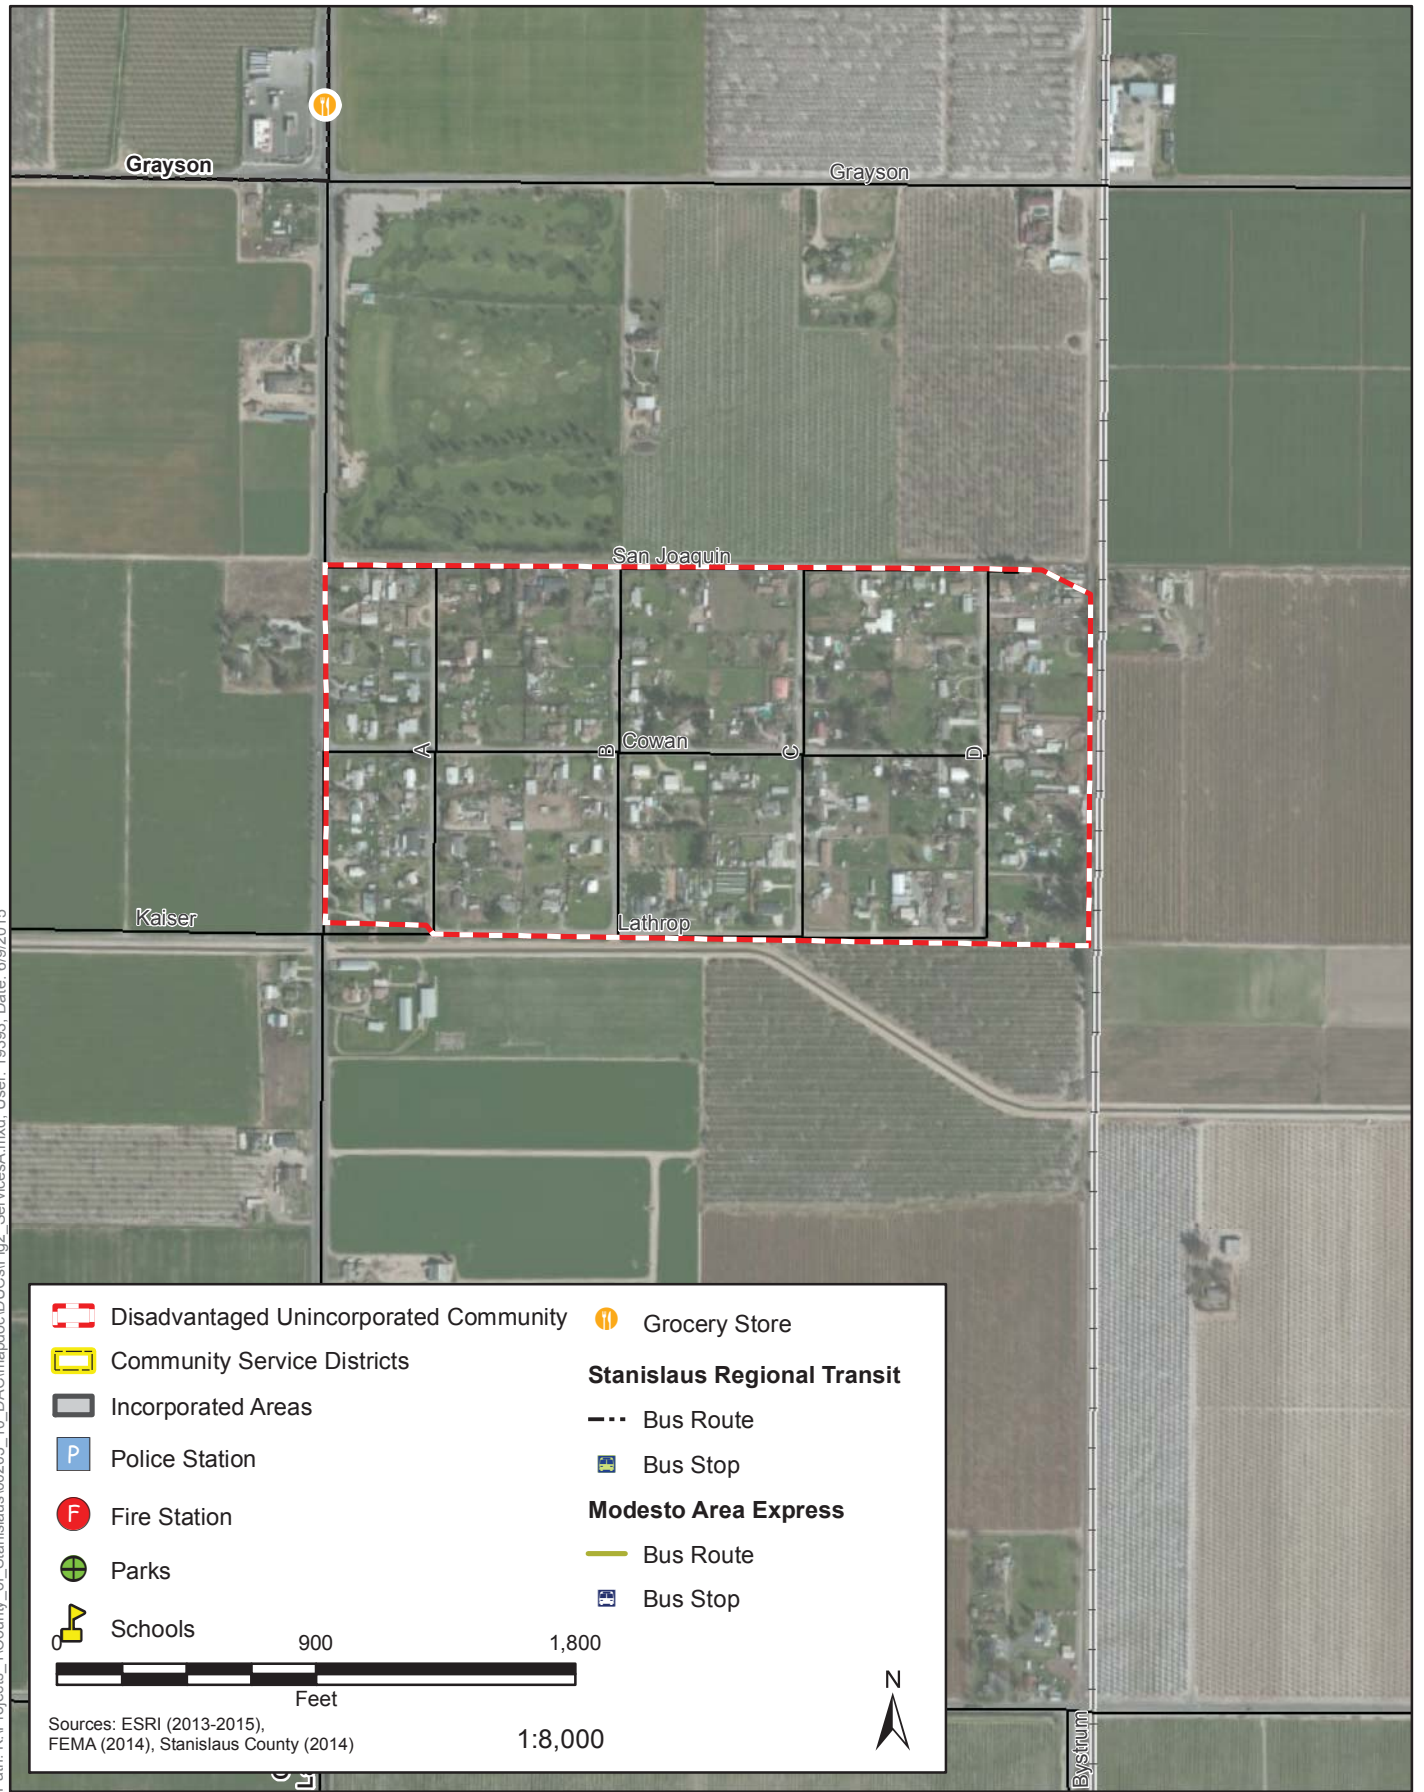 Grayson
Grayson
San Joaquin
A
B
Cowan
C
D
Kaiser
Lathrop
Disadvantaged Unincorporated Community
Community Service Districts
Incorporated Areas
P
Police Station
F
Fire Station
Parks
Schools
Grocery Store
Stanislaus Regional Transit
Bus Route
Bus Stop
Modesto Area Express
Bus Route
Bus Stop
0 900 1,800
Feet
Sources: ESRI (2013-2015),
FEMA (2014), Stanislaus County (2014)
1:8,000
N
Bystrum